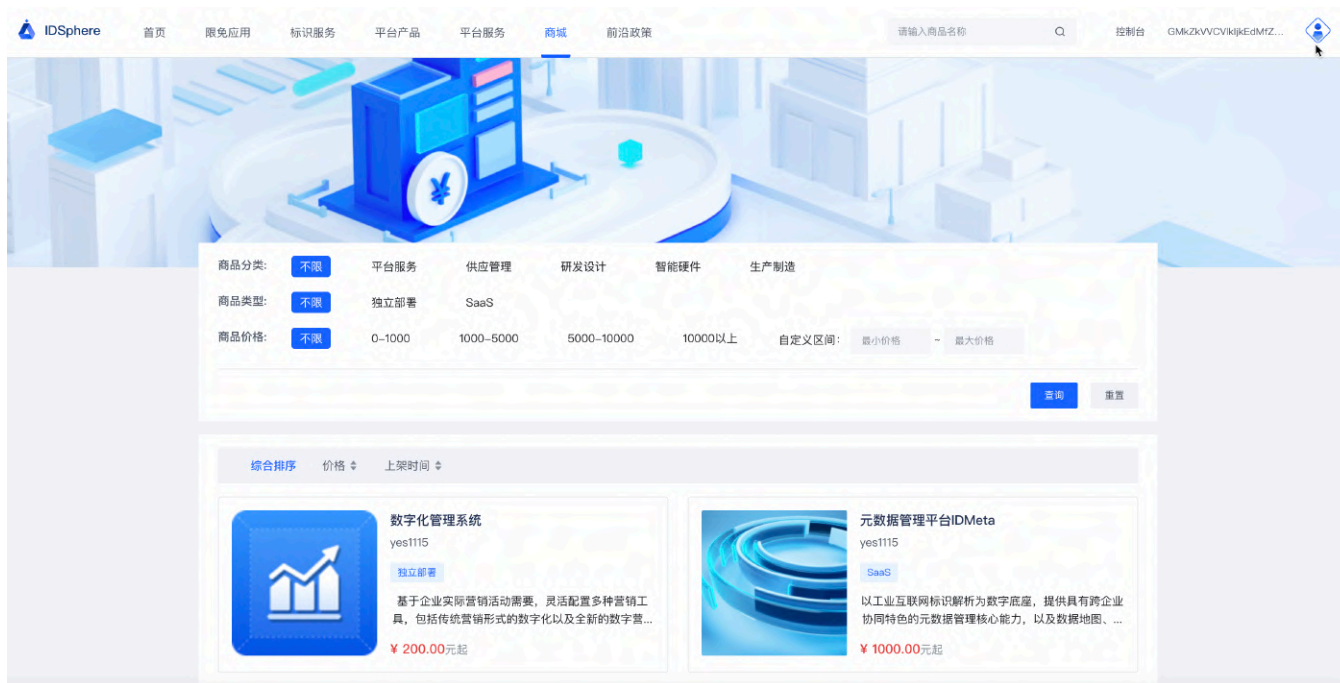 IDSphere 首页 限免应用 标识服务 平台产品 平台服务 商城 前沿政策 请输入商品名称 控制台
¥
商品分类: 不限 平台服务 供应管理 研发设计 智能硬件 生产制造
商品类型: 不限 独立部署 SaaS
商品价格: 不限 0-1000 1000-5000 5000-10000 10000以上 自定义区间: 最小价格 ~ 最大价格
查询 重置
综合排序 价格 上架时间
数字化管理系统
yes1115
独立部署
基于企业实际营销活动需要，灵活配置多种营销工
具，包括传统营销形式的数字化以及全新的数字营...
¥ 200.00元起
元数据管理平台IDMeta
yes1115
SaaS
以工业互联网标识解析为数字底座，提供具有跨企业
协同特色的元数据管理核心能力，以及数据地图、...
¥ 1000.00元起